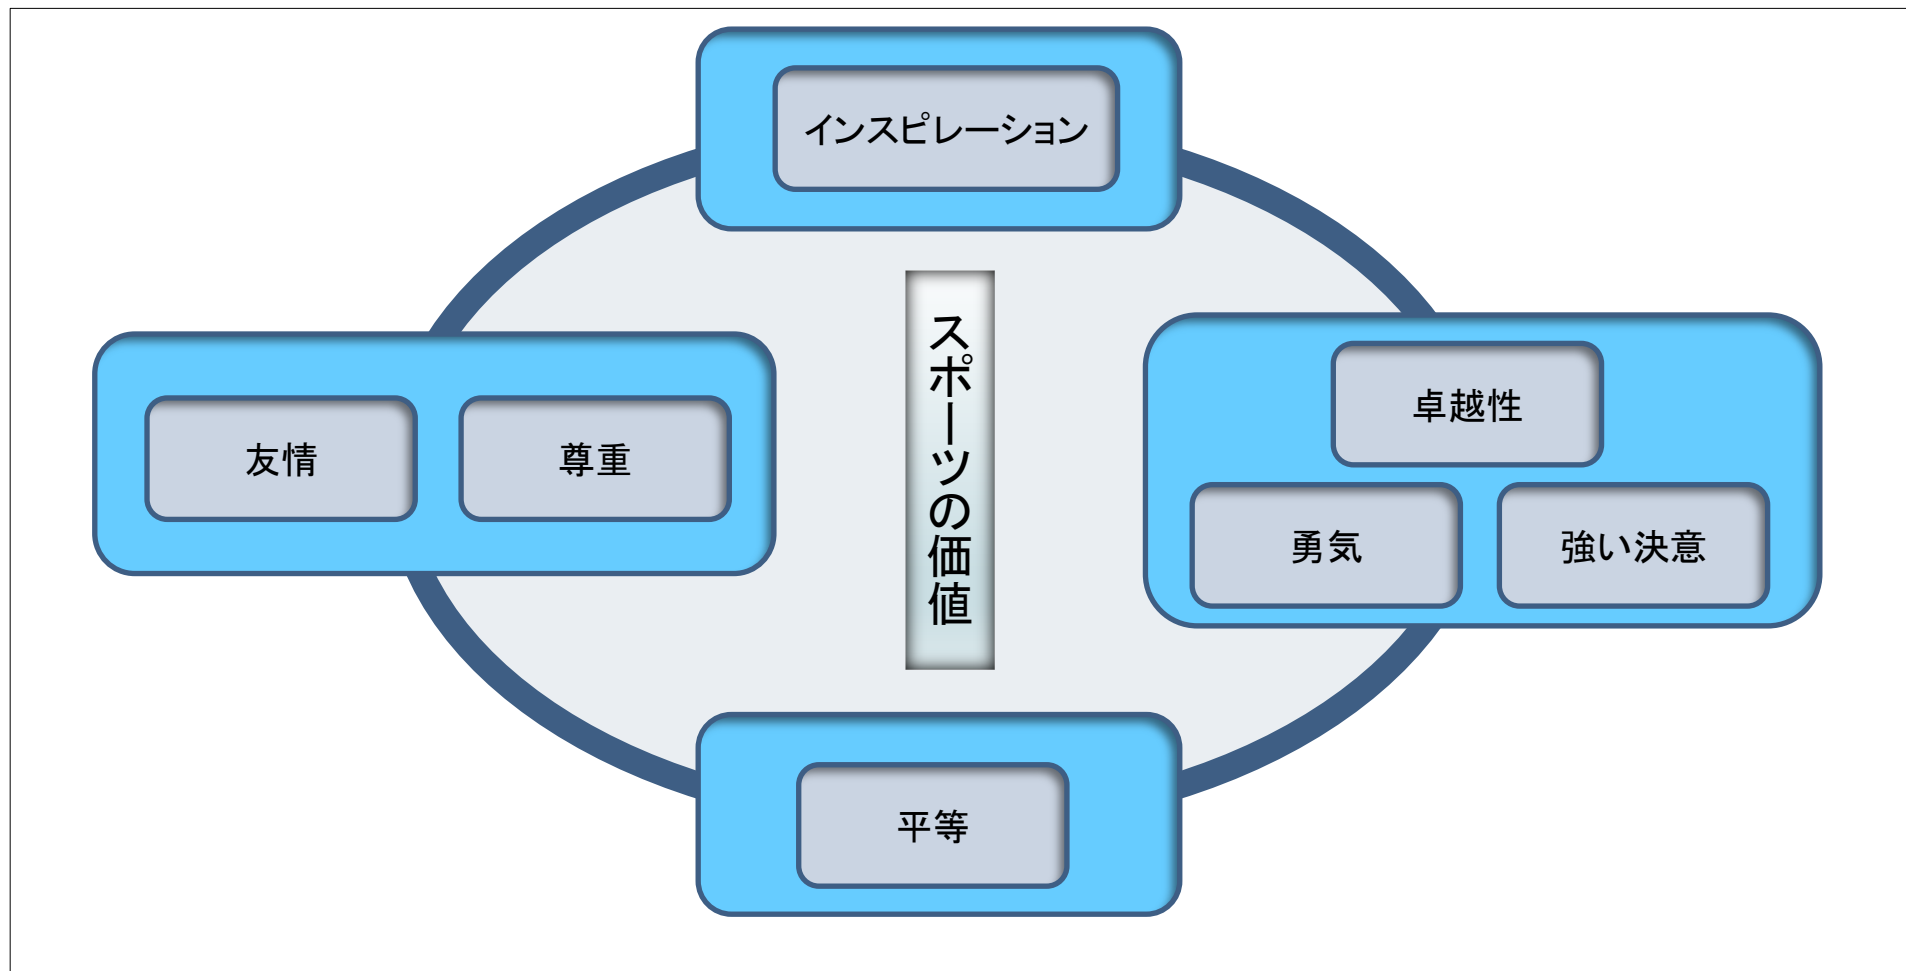 インスピレーション
スポーツの価値
友情
尊重
卓越性
勇気
強い決意
平等